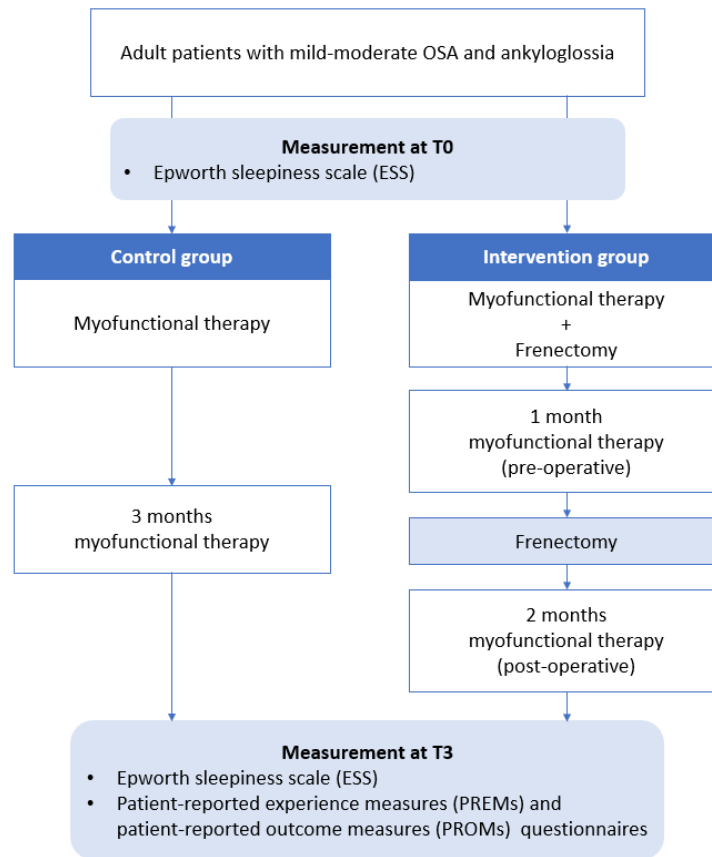 Adult patients with mild-moderate OSA and ankyloglossia
Measurement at T0
• Epworth sleepiness scale (ESS)
Control group
Myofunctional therapy
3 months
myofunctional therapy
Intervention group
Myofunctional therapy
+
Frenectomy
1 month
myofunctional therapy
(pre-operative)
Frenectomy
2 months
myofunctional therapy
(post-operative)
Measurement at T3
• Epworth sleepiness scale (ESS)
• Patient-reported experience measures (PREMs) and
patient-reported outcome measures (PROMs) questionnaires